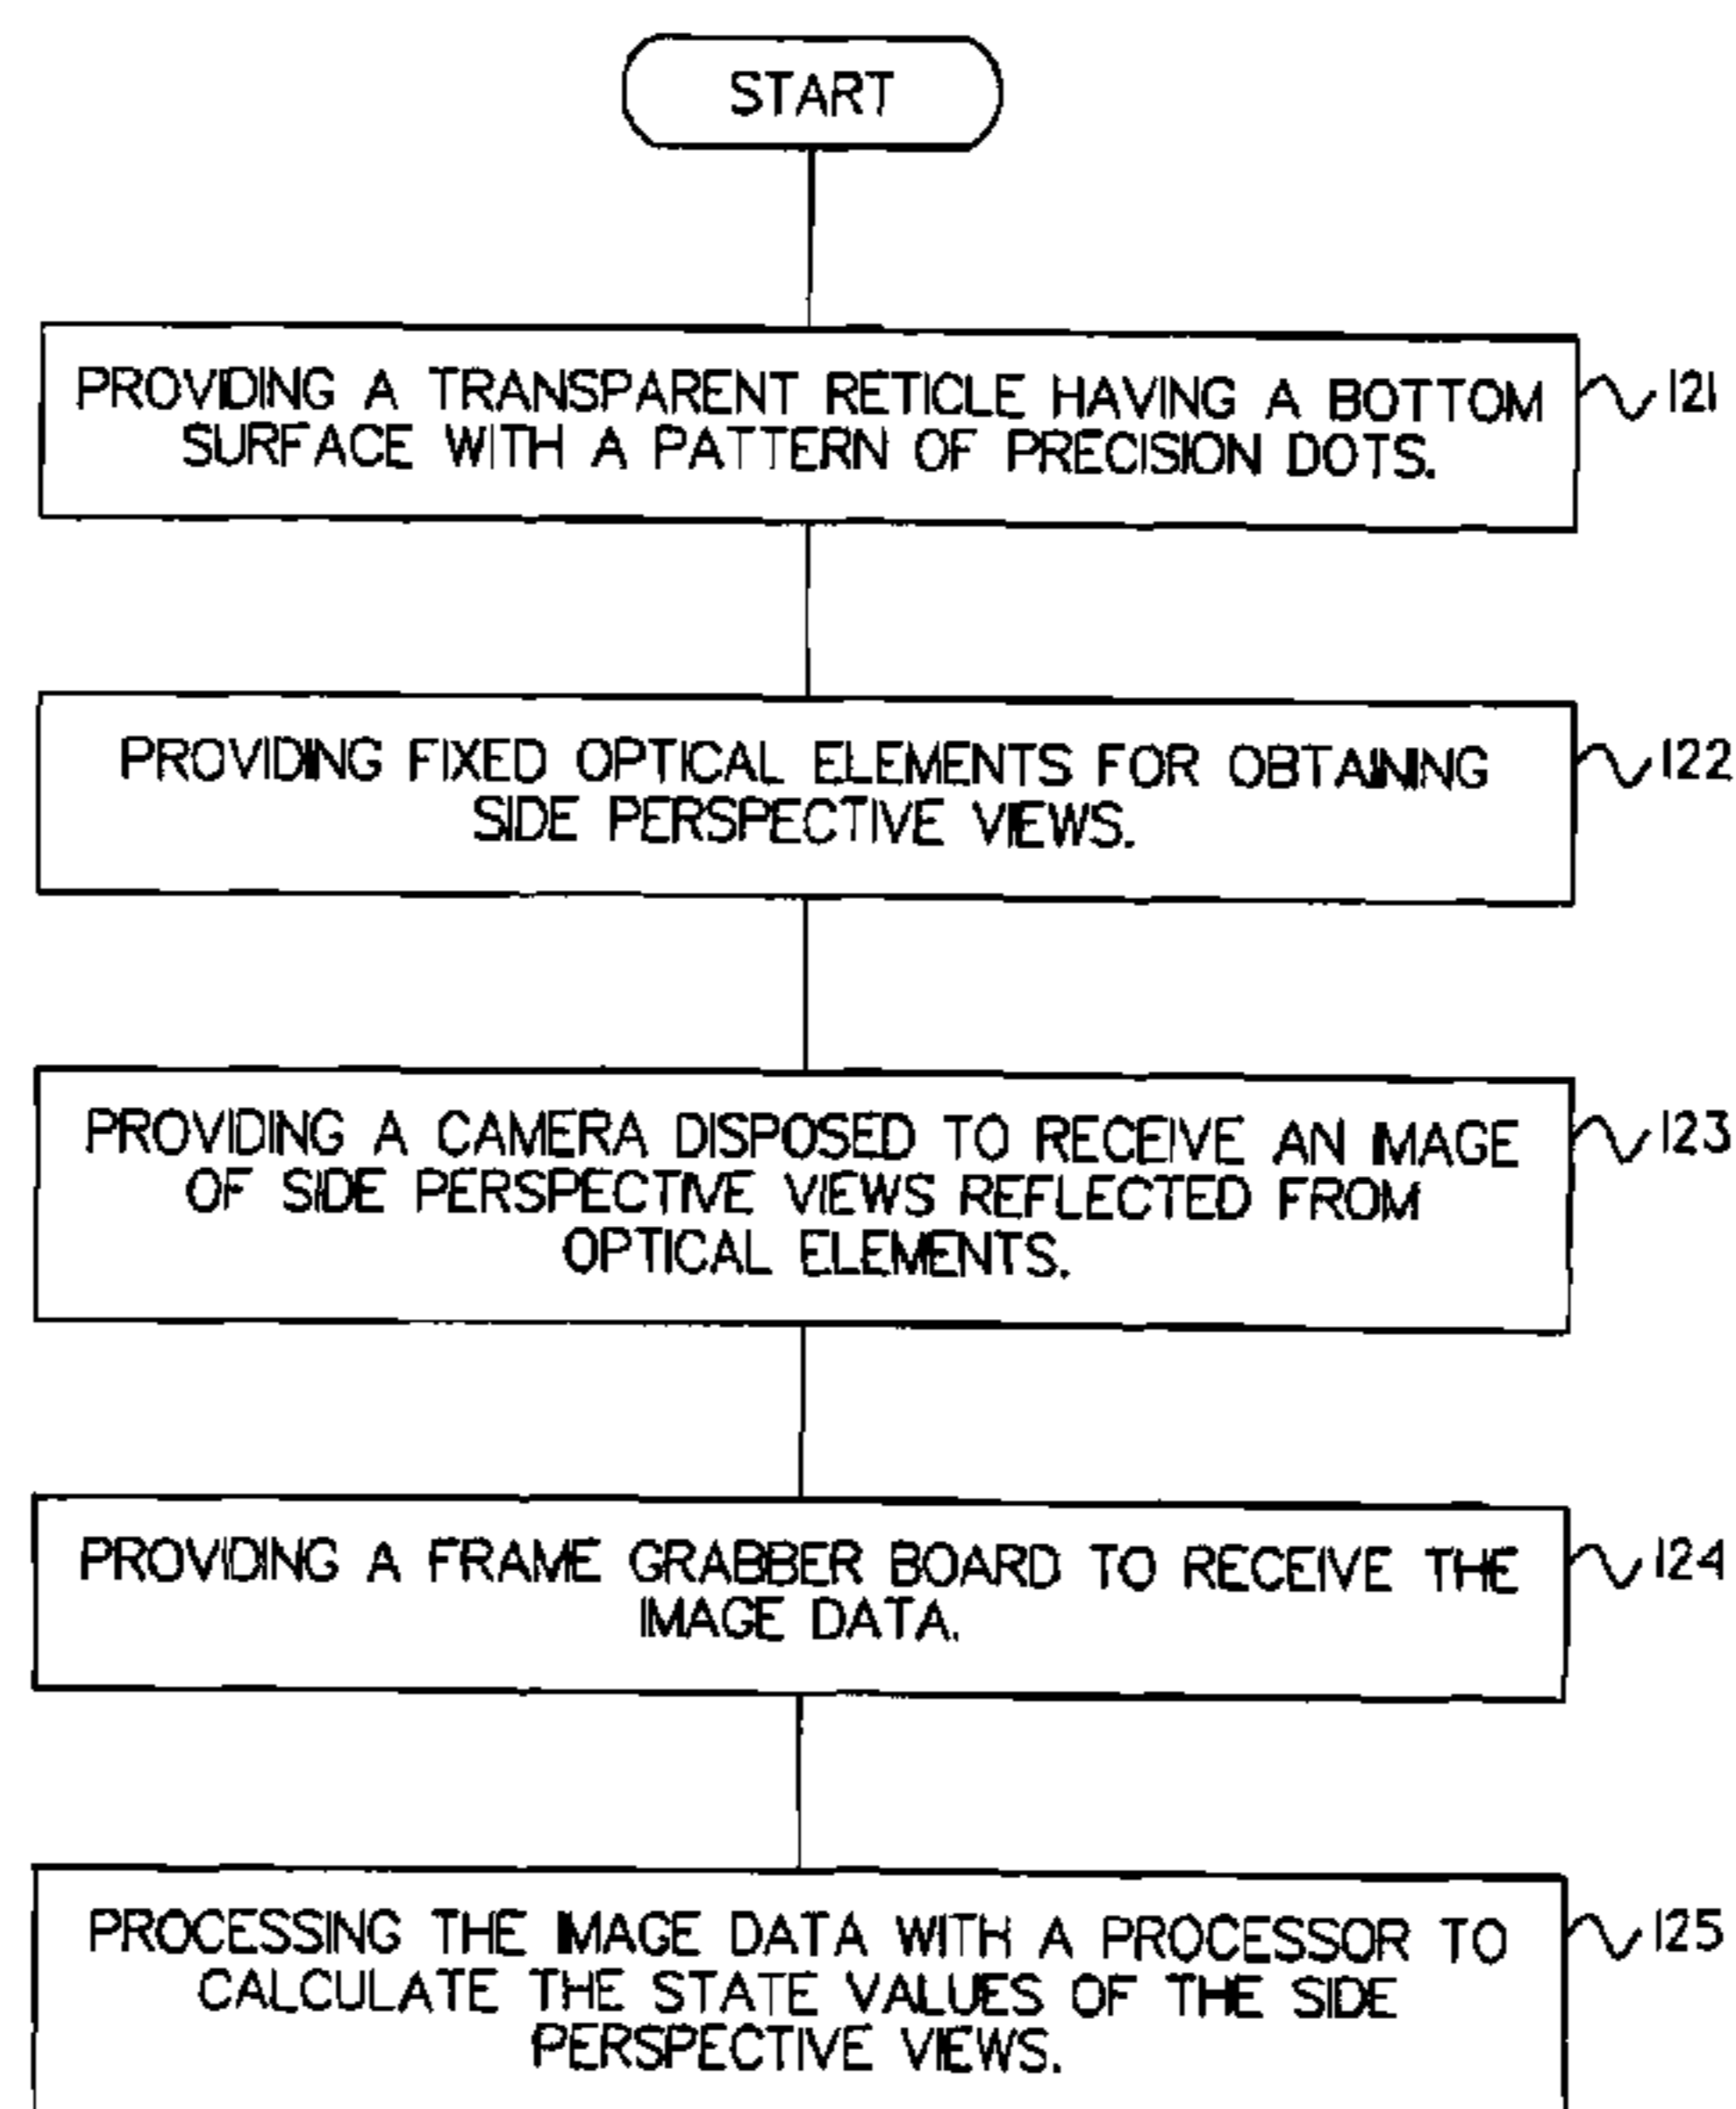 START
PROVIDING A TRANSPARENT RETICLE HAVING A BOTTOM
SURFACE WITH A PATTERN OF PRECISION DOTS.
121
PROVIDING FIXED OPTICAL ELEMENTS FOR OBTAINING
SIDE PERSPECTIVE VIEWS.
122
PROVIDING A CAMERA DISPOSED TO RECEIVE AN IMAGE
OF SIDE PERSPECTIVE VIEWS REFLECTED FROM
OPTICAL ELEMENTS.
123
PROVIDING A FRAME GRABBER BOARD TO RECEIVE THE
IMAGE DATA.
124
PROCESSING THE IMAGE DATA WITH A PROCESSOR TO
CALCULATE THE STATE VALUES OF THE SIDE
PERSPECTIVE VIEWS.
125